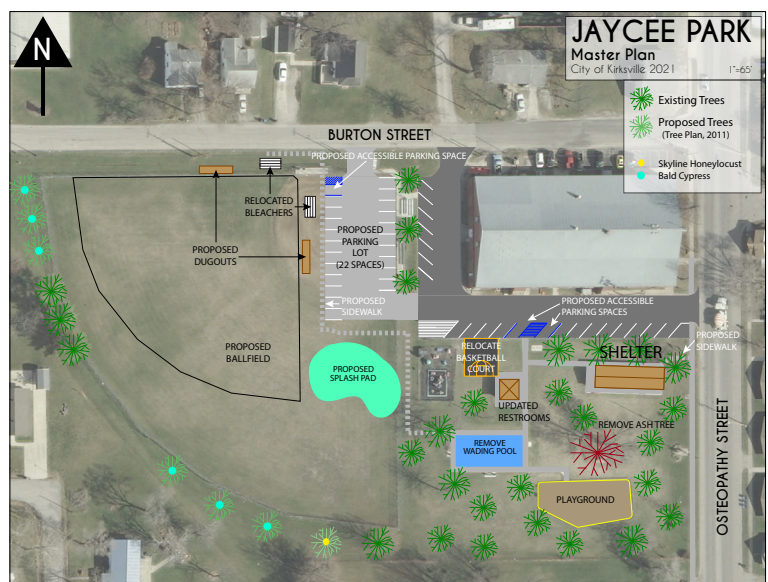 JAYCEE PARK
Master Plan
City of Kirksville 2021
1"=65'
N
Existing Trees
Proposed Trees
(Tree Plan, 2011)
Skyline Honeylocust
Bald Cypress
BURTON STREET
PROPOSED ACCESSIBLE PARKING SPACE
RELOCATED
BLEACHERS
PROPOSED
DUGOUTS
PROPOSED
PARKING
LOT
(22 SPACES)
PROPOSED
SIDEWALK
PROPOSED ACCESSIBLE
PARKING SPACES
PROPOSED
SIDEWALK
PROPOSED
BALLFIELD
PROPOSED
SPLASH PAD
RELOCATE
BASKETBALL
COURT
SHELTER
UPDATED
RESTROOMS
REMOVE ASH TREE
REMOVE
WADING POOL
PLAYGROUND
OSTEOPATHY STREET